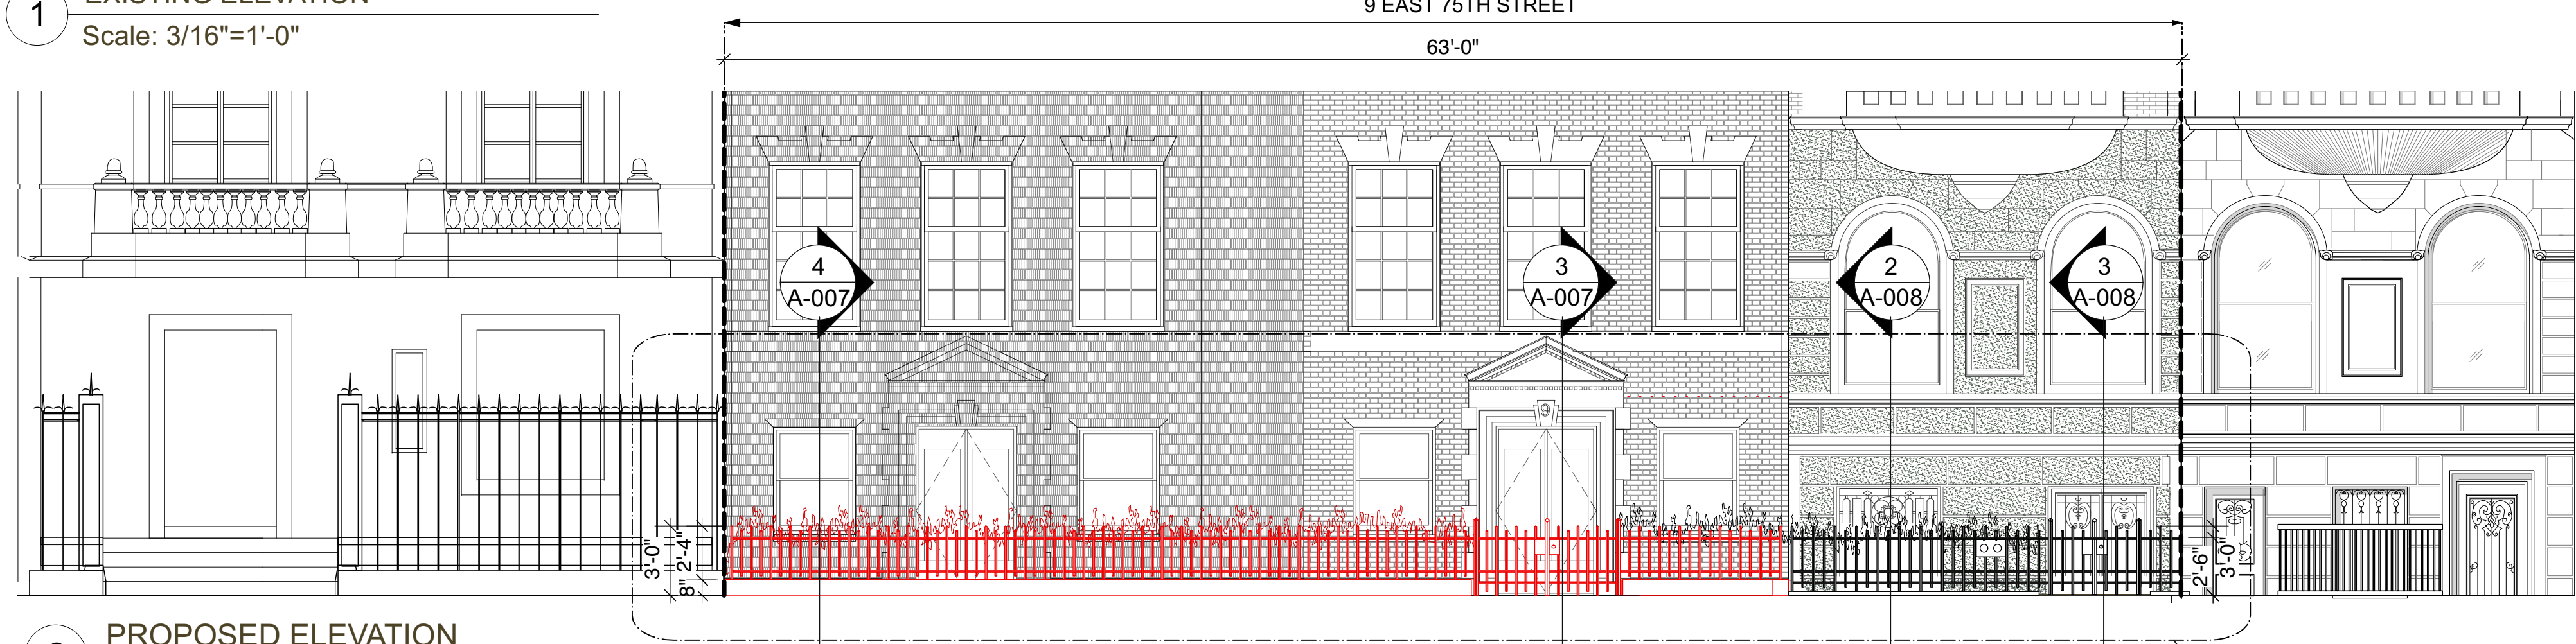 1
EXISTING ELEVATION
Scale: 3/16"=1'-0"
9 EAST 75TH STREET
63'-0"
4
A-007
3
A-007
2
A-008
3
A-008
9
3'-0"
2'-4"
8"
2'-6"
3'-0"
PROPOSED ELEVATION